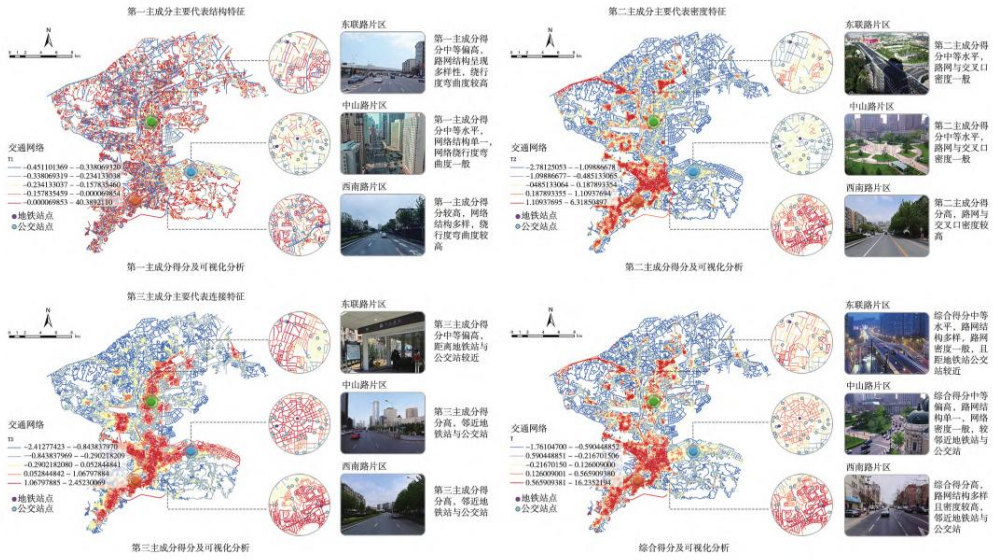 第一主成分主要代表结构特征
N
东联路片区
第一主成分得
分中等偏高,
路网结构呈现
多样性, 绕行
度弯曲度较高
中山路片区
第一主成分得
分中等水平,
网络结构单一,
网络绕行度弯
曲度一般
西南路片区
第一主成分得
分较高, 网络
结构多样, 绕
行度弯曲度较
高
交通网络
T1
-0.451101369 - -0.338069320
-0.338069319 - -0.234133038
-0.234133037 - -0.157835460
-0.157835459 - -0.000069854
-0.000069853 - 40.3892110
地铁站点
公交站点
第一主成分得分及可视化分析
第二主成分主要代表密度特征
N
东联路片区
第二主成分得
分中等水平,
路网与交叉口
密度一般
中山路片区
第二主成分得
分中等水平,
路网与交叉口
密度一般
西南路片区
第二主成分得
分高, 路网与
交叉口密度较
高
交通网络
T2
-2.78125053 - -1.09886678
-1.09886677 - -0.485133065
-0485133064 - 0.187893354
0.187893355 - 1.10937694
1.10937695 - 6.31850497
地铁站点
公交站点
第二主成分得分及可视化分析
第三主成分主要代表连接特征
N
东联路片区
第三主成分得
分中等偏高,
距离地铁站与
公交站较近
中山路片区
第三主成分得
分高, 邻近地
铁站与公交站
西南路片区
第三主成分得
分高, 邻近地
铁站与公交站
交通网络
T3
-2.41277423 - -0.843837970
-0.843837969 - -0.290218209
-0.2902182080 - 0.052844841
0.052844842 - 1.06797884
1.06797885 - 2.45230069
地铁站点
公交站点
第三主成分得分及可视化分析
N
东联路片区
综合得分中等
水平, 路网结
构多样, 路网
密度一般, 且
距地铁站公交
站较近
中山路片区
综合得分中等
偏高, 路网结
构单一, 网络
密度一般, 较
邻近地铁站与
公交站
西南路片区
综合得分高,
路网结构多样
且密度较高,
邻近地铁站与
公交站
交通网络
T
-1.76104700 - -0.590448852
0.590448851 - -0.216701506
-0.21670150 - 0.126009000
0.126009001 - 0.565909380
0.565909381 - 16.2352194
地铁站点
公交站点
综合得分及可视化分析